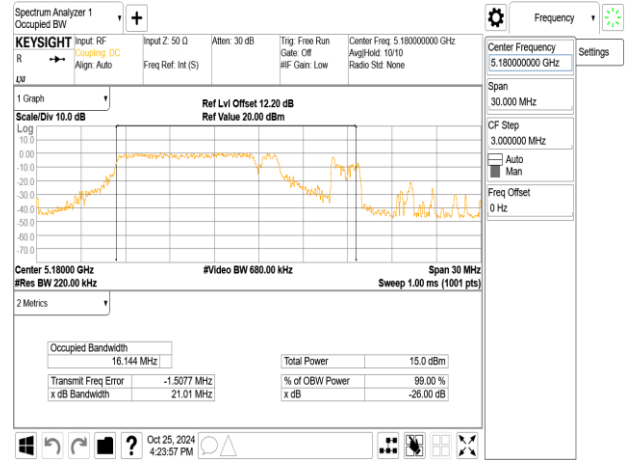 Spectrum Analyzer 1
Occupied BW
+
Frequency
KEYSIGHT
R
Input: RF
Coupling: DC
Align: Auto
Input Z: 50 Ω
Freq Ref: Int (S)
Atten: 30 dB
Trig: Free Run
Gate: Off
#IF Gain: Low
Center Freq: 5.180000000 GHz
Avg|Hold: 10/10
Radio Std: None
Center Frequency
5.180000000 GHz
Settings
Span
30.000 MHz
CF Step
3.000000 MHz
Auto
Man
Freq Offset
0 Hz
1 Graph
Scale/Div 10.0 dB
Ref Lvl Offset 12.20 dB
Ref Value 20.00 dBm
Log
10.0
0.00
-10.0
-20.0
-30.0
-40.0
-50.0
-60.0
-70.0
Center 5.18000 GHz
#Res BW 220.00 kHz
#Video BW 680.00 kHz
Span 30 MHz
Sweep 1.00 ms (1001 pts)
2 Metrics
Occupied Bandwidth
16.144 MHz
Transmit Freq Error -1.5077 MHz
x dB Bandwidth 21.01 MHz
Total Power 15.0 dBm
% of OBW Power 99.00 %
x dB -26.00 dB
?
Oct 25, 2024
4:23:57 PM